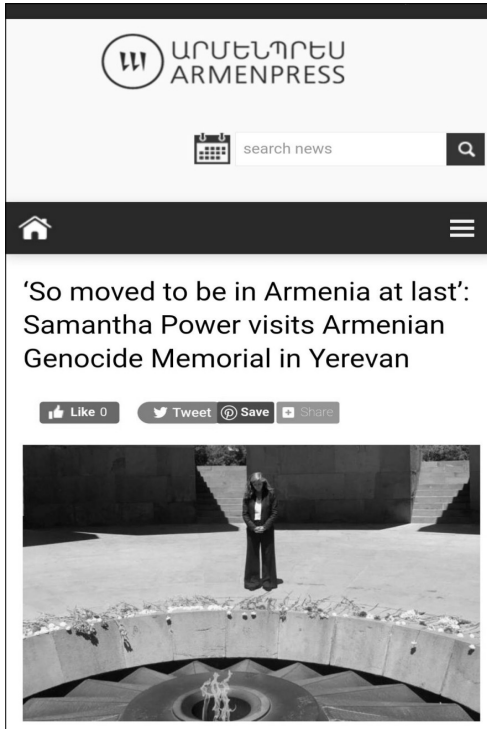 ԱՐՄԵՆՊՐԵՍ
ARMENPRESS
search news
‘So moved to be in Armenia at last’:
Samantha Power visits Armenian
Genocide Memorial in Yerevan
Like 0
Tweet
Save
Share